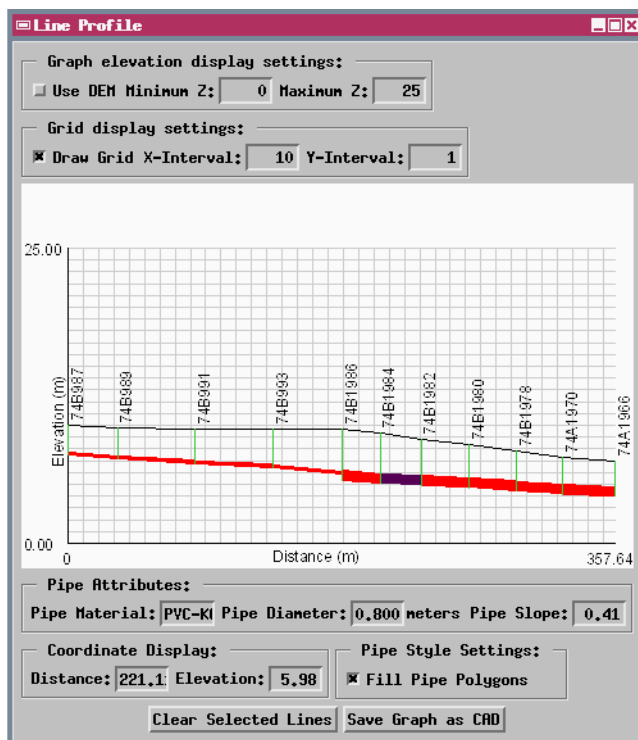 Line Profile
Graph elevation display settings:
Use DEM Minimum Z: 0 Maximum Z: 25
Grid display settings:
Draw Grid X-Interval: 10 Y-Interval: 1
25.00
Elevation (m)
74B987
74B989
74B991
74B993
74B1986
74B1984
74B1982
74B1980
74B1978
74A1970
74A1966
0.00
0
Distance (m)
357.64
Pipe Attributes:
Pipe Material: Pipe Diameter: 0.800 meters Pipe Slope: 0.41
Coordinate Display:
Distance: 221.1 Elevation: 5.98
Pipe Style Settings:
Fill Pipe Polygons
Clear Selected Lines
Save Graph as CAD